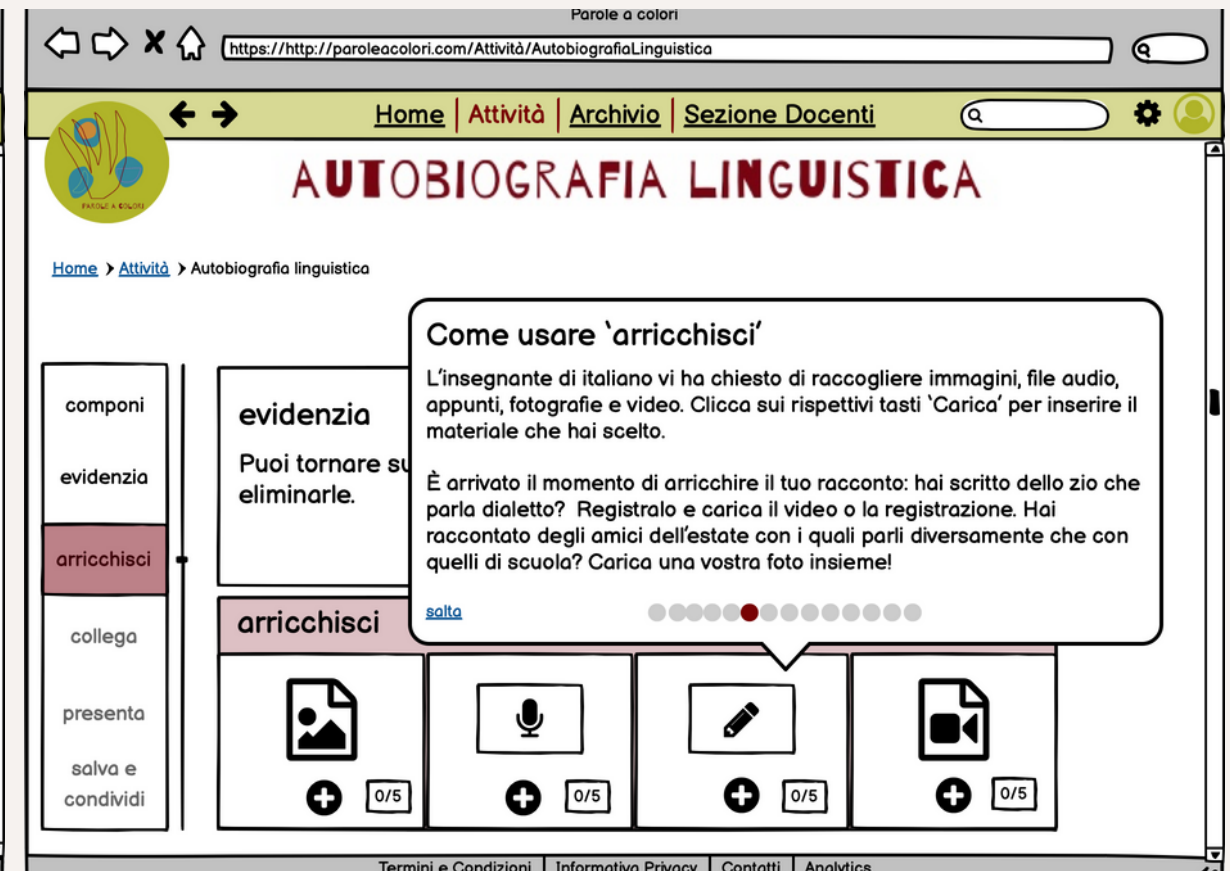 Parole a colori
https://http://paroleacolori.com/Attività/AutobiografiaLinguistica
Home | Attività | Archivio | Sezione Docenti
PAROLE A COLORI
AUTOBIOGRAFIA LINGUISTICA
Home > Attività > Autobiografia linguistica
componi
evidenzia
arricchisci
collega
presenta
salva e
condividi
evidenzia
Puoi tornare
eliminarle.
Come usare ‘arricchisci’
L’insegnante di italiano vi ha chiesto di raccogliere immagini, file audio,
appunti, fotografie e video. Clicca sui rispettivi tasti ‘Carica’ per inserire il
materiale che hai scelto.
È arrivato il momento di arricchire il tuo racconto: hai scritto dello zio che
parla dialetto?  Registralo e carica il video o la registrazione. Hai
raccontato degli amici dell’estate con i quali parli diversamente che con
quelli di scuola? Carica una vostra foto insieme!
salta
arricchisci
0/5
0/5
0/5
0/5
Termini e Condizioni | Informativa Privacy | Contatti | Analytics